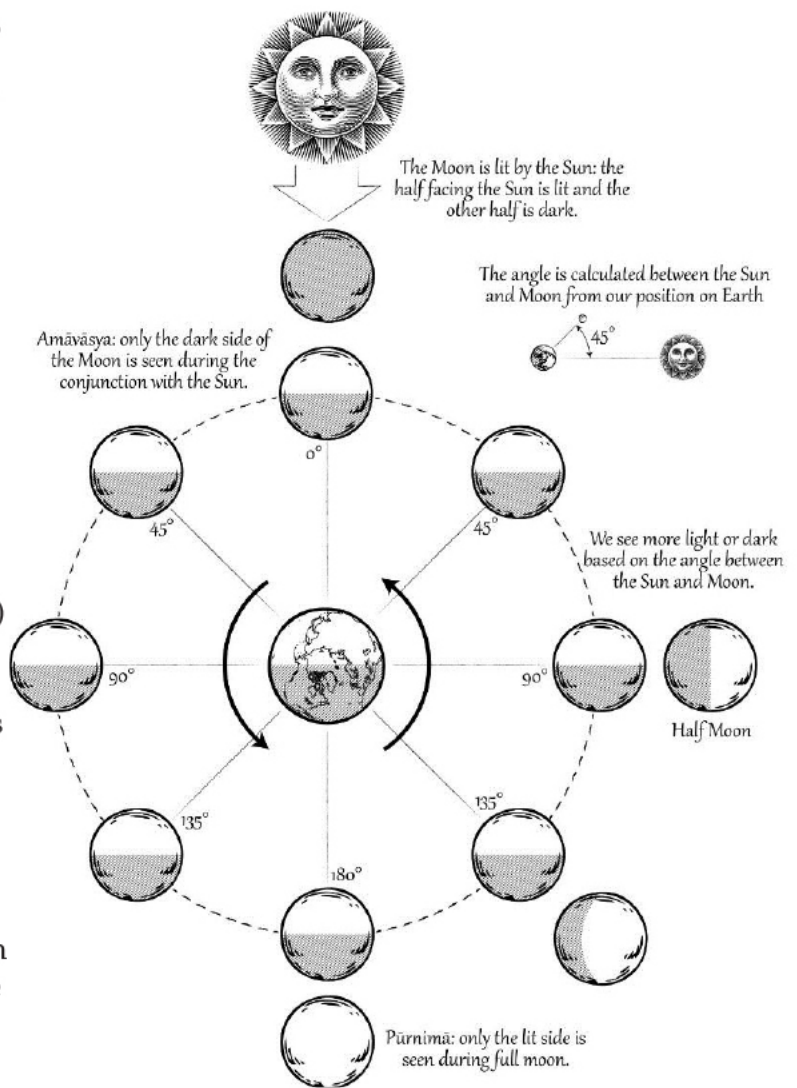 The Moon is lit by the Sun: the
half facing the Sun is lit and the
other half is dark.
The angle is calculated between the Sun
and Moon from our position on Earth
45°
Amāvāsya: only the dark side of
the Moon is seen during the
conjunction with the Sun.
0°
45°
45°
We see more light or dark
based on the angle between
the Sun and Moon.
90°
90°
Half Moon
135°
135°
180°
Pūrnimā: only the lit side is
seen during full moon.